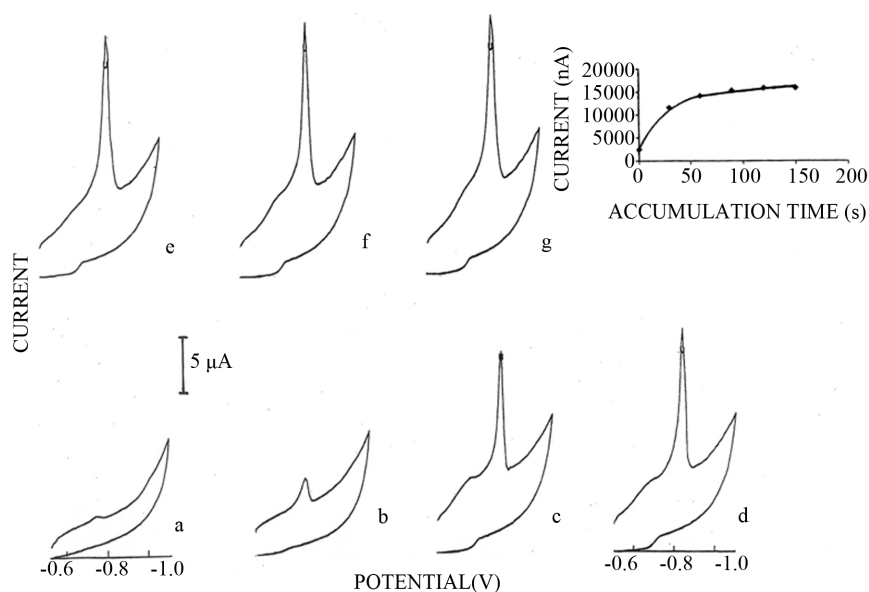 20000
15000
10000
5000
0
0 50 100 150 200
CURRENT (nA)
ACCUMULATION TIME (s)
e
f
g
CURRENT
5 μA
a
b
c
d
-0.6 -0.8 -1.0
-0.6 -0.8 -1.0
POTENTIAL(V)